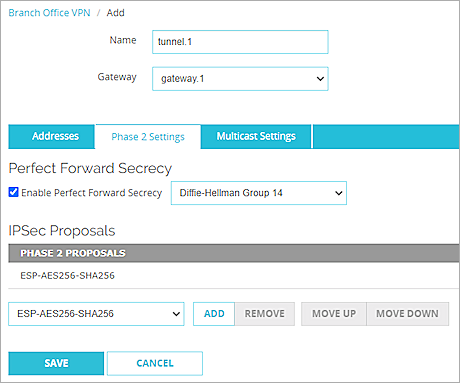 Branch Office VPN / Add
Name tunnel.1
Gateway gateway.1
Addresses Phase 2 Settings Multicast Settings
Perfect Forward Secrecy
Enable Perfect Forward Secrecy Diffie-Hellman Group 14
IPSec Proposals
PHASE 2 PROPOSALS
ESP-AES256-SHA256
ESP-AES256-SHA256 ADD REMOVE MOVE UP MOVE DOWN
SAVE CANCEL